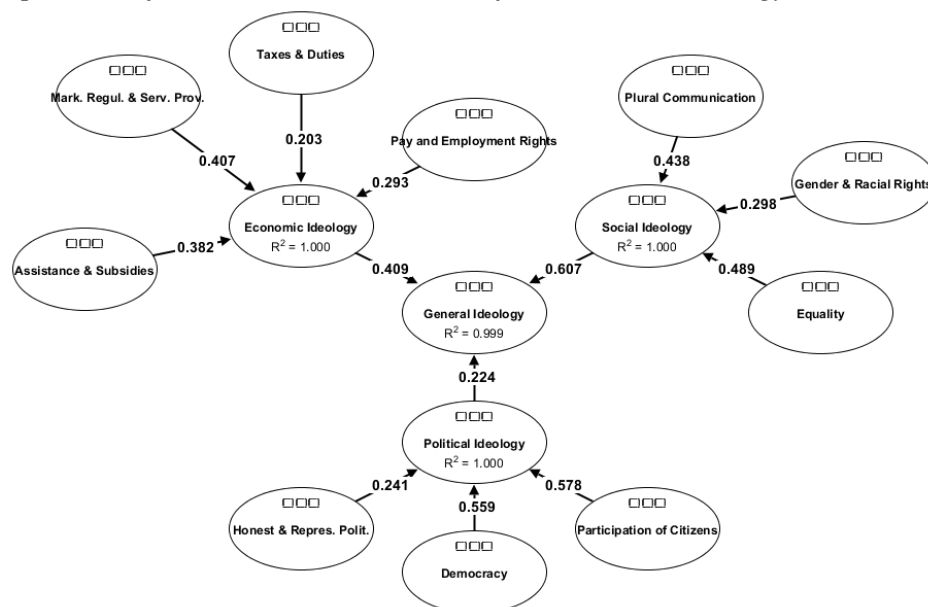 Taxes & Duties
Mark. Regul. & Serv. Prov.
Plural Communication
0.203
0.407
Pay and Employment Rights
0.438
0.293
Gender & Racial Rights
0.298
Economic Ideology
R² = 1.000
Social Ideology
R² = 1.000
0.382
Assistance & Subsidies
0.409
0.607
0.489
General Ideology
R² = 0.999
Equality
0.224
Political Ideology
R² = 1.000
0.241
0.559
0.578
Honest & Repres. Polit.
Participation of Citizens
Democracy